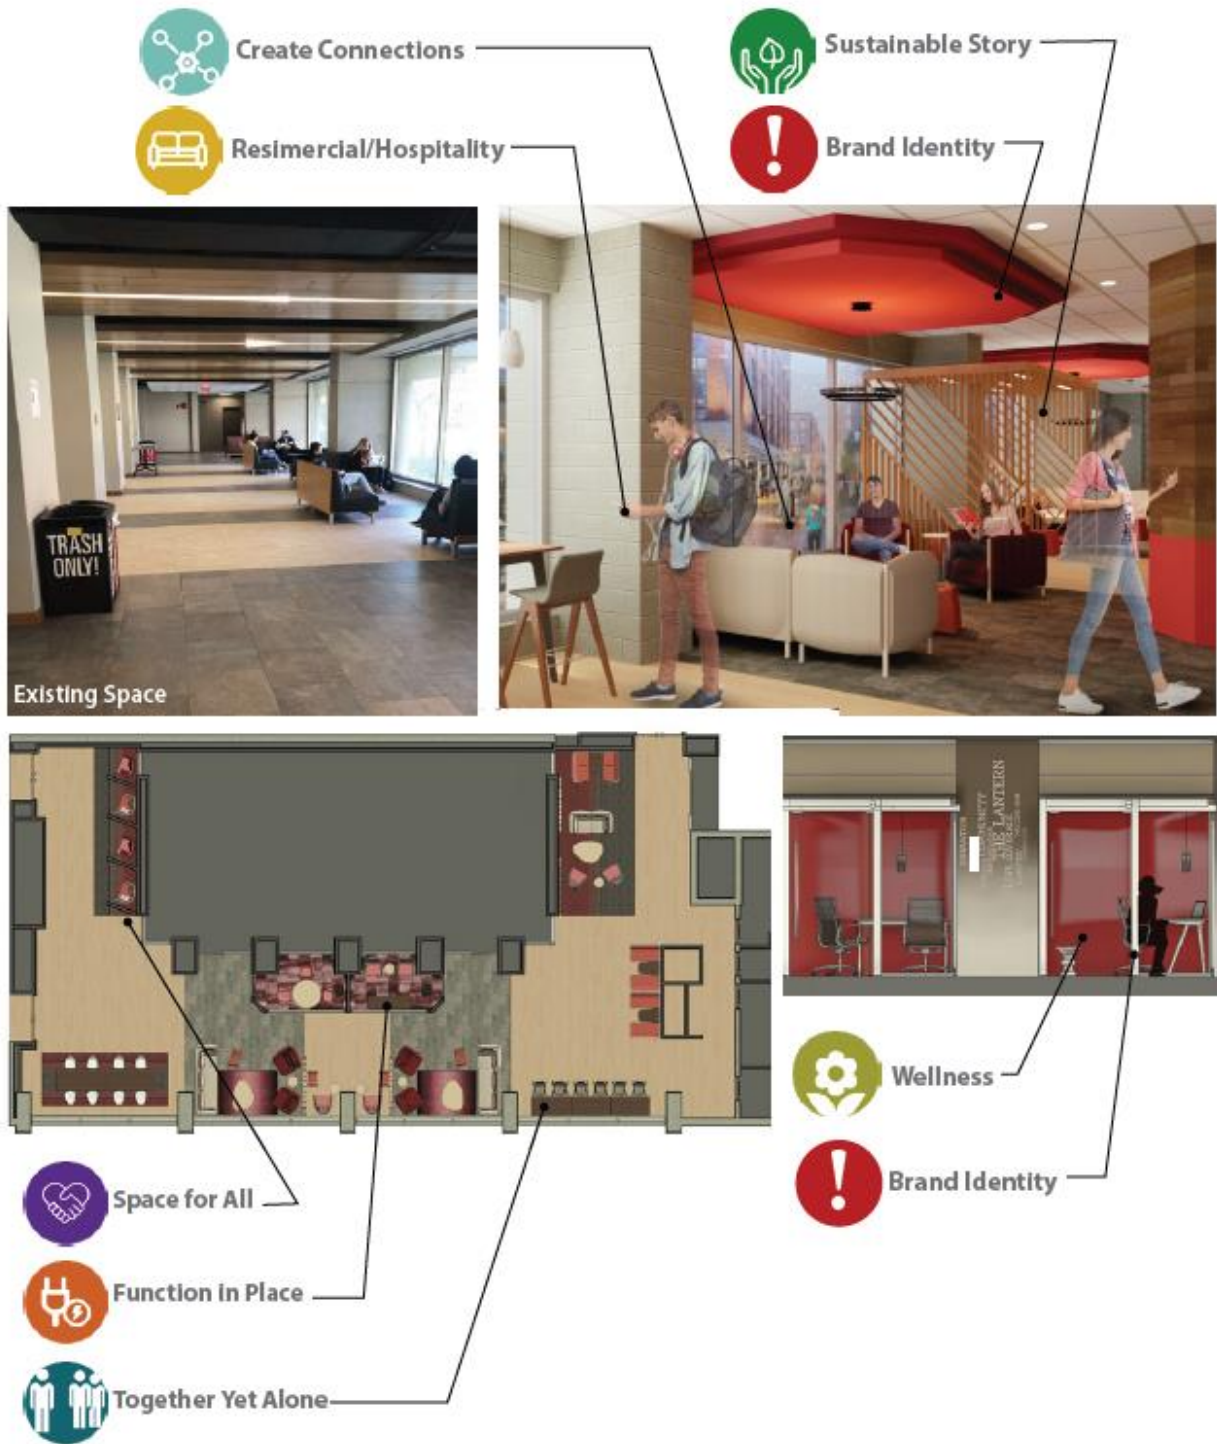 Create Connections
Sustainable Story
Resimercial/Hospitality
Brand Identity
TRASH
ONLY!
Existing Space
THE LANTERN
Wellness
Brand Identity
Space for All
Function in Place
Together Yet Alone